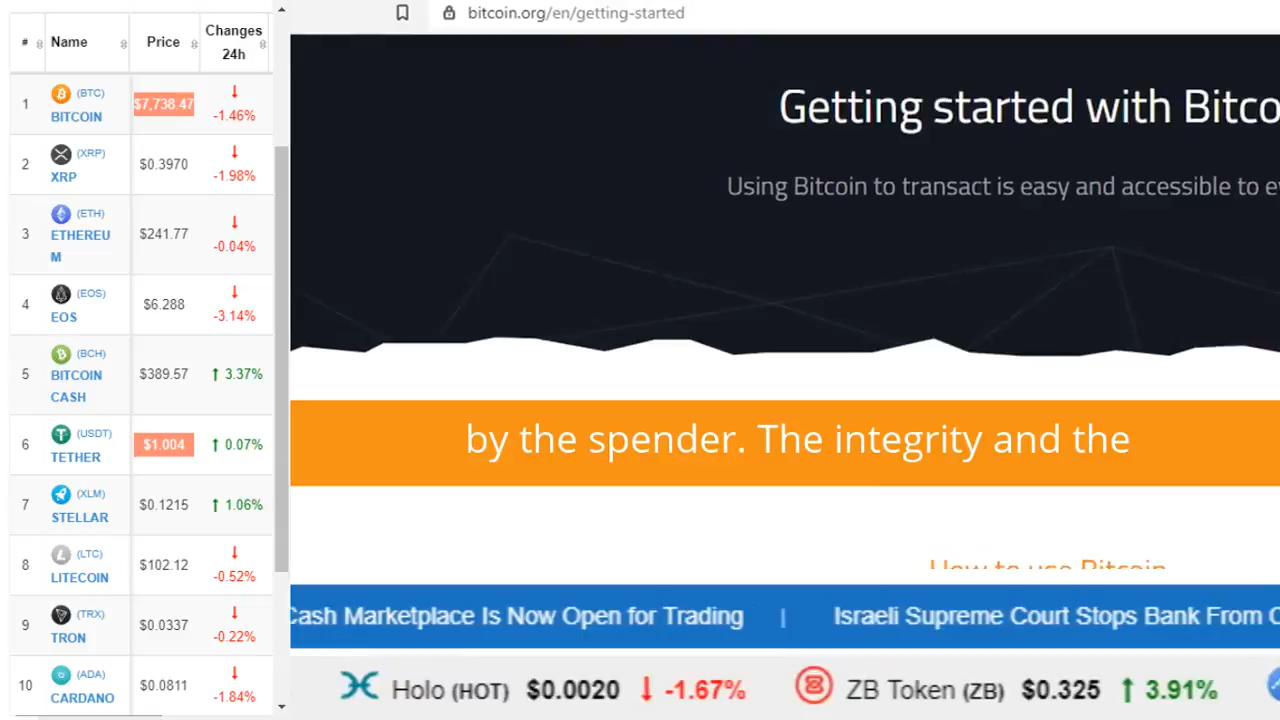 # Name Price Changes 24h
1 (BTC) BITCOIN $7,738.47 ↓ -1.46%
2 (XRP) XRP $0.3970 ↓ -1.98%
3 (ETH) ETHEREUM $241.77 ↓ -0.04%
4 (EOS) EOS $6.288 ↓ -3.14%
5 (BCH) BITCOIN CASH $389.57 ↑ 3.37%
6 (USDT) TETHER $1.004 ↑ 0.07%
7 (XLM) STELLAR $0.1215 ↑ 1.06%
8 (LTC) LITECOIN $102.12 ↓ -0.52%
9 (TRX) TRON $0.0337 ↓ -0.22%
10 (ADA) CARDANO $0.0811 ↓ -1.84%
bitcoin.org/en/getting-started
Getting started with Bitco
Using Bitcoin to transact is easy and accessible to e
by the spender. The integrity and the
How to use Bitcoin
Cash Marketplace Is Now Open for Trading | Israeli Supreme Court Stops Bank From C
Holo (HOT) $0.0020 ↓ -1.67% ZB Token (ZB) $0.325 ↑ 3.91%